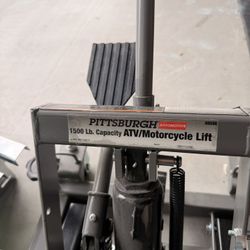 PITTSBURGH AUTOMOTIVE
1500 Lb. Capacity ATV/Motorcycle Lift